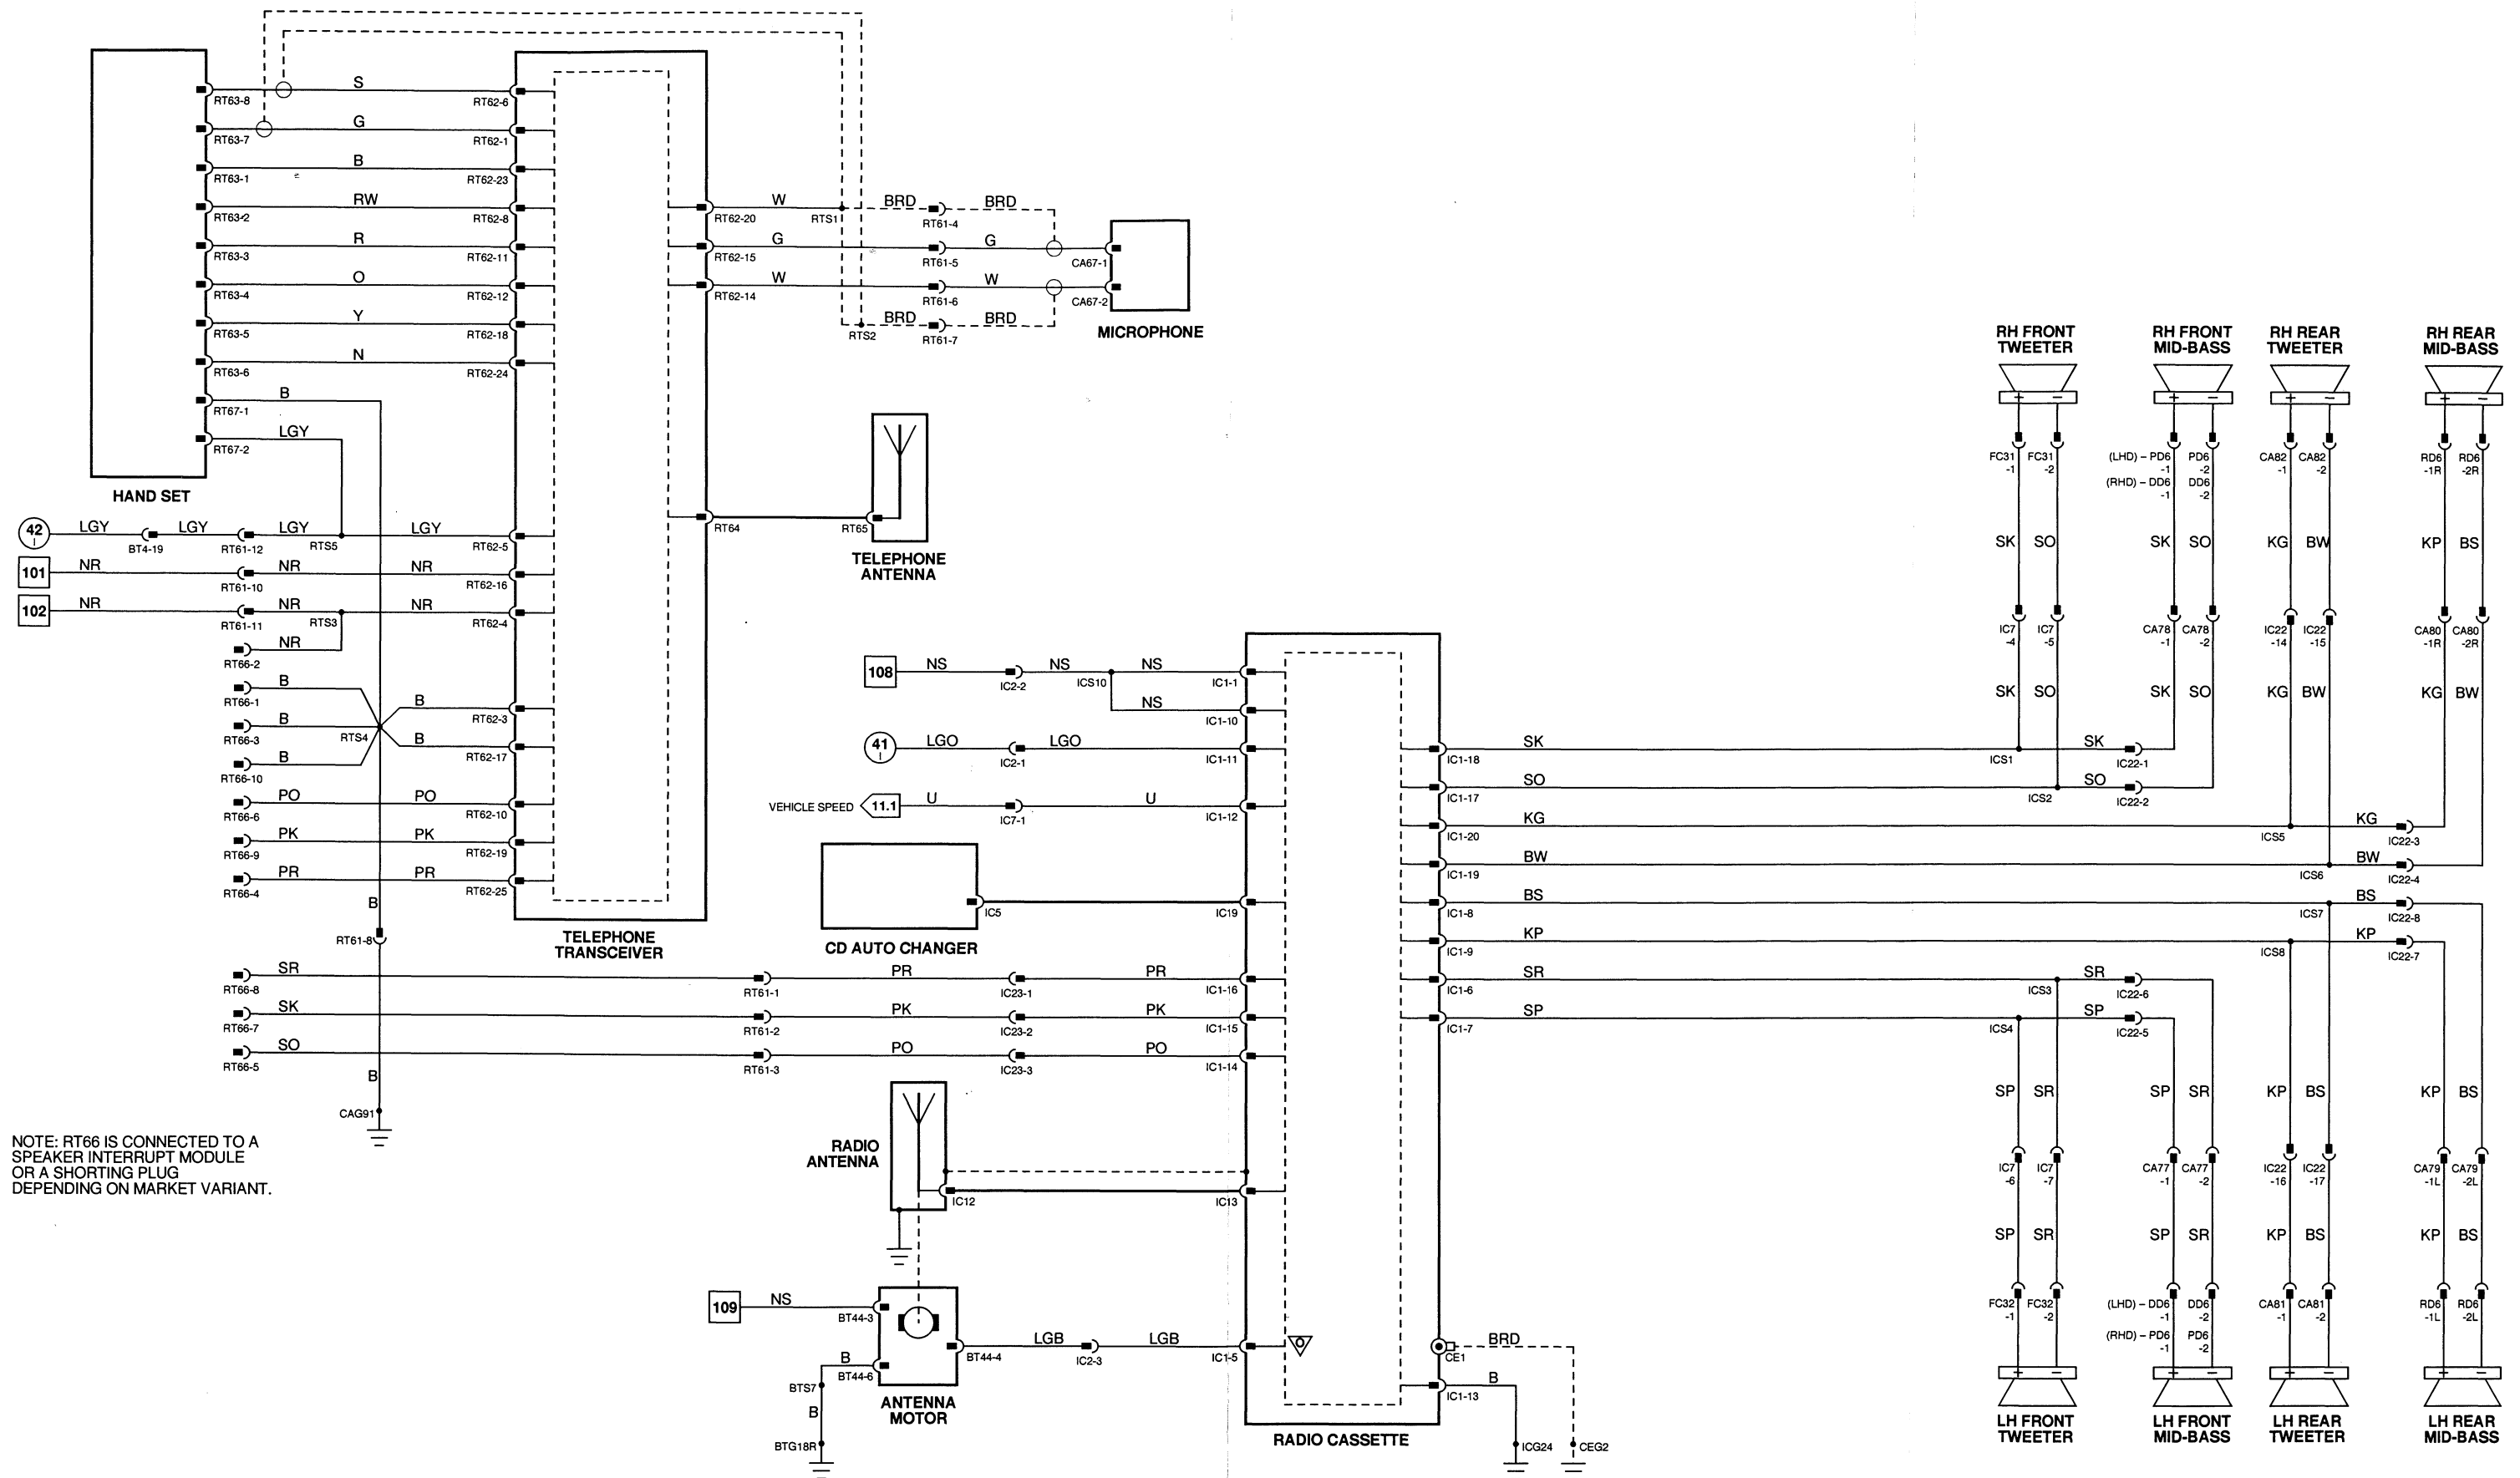 HAND SET
RT63-8
S
RT62-6
RT63-7
G
RT62-1
RT63-1
B
RT62-23
RT63-2
RW
RT62-8
RT63-3
R
RT62-11
RT63-4
O
RT62-12
RT63-5
Y
RT62-18
RT63-6
N
RT62-24
RT67-1
B
RT67-2
LGY
42
I
LGY
BT4-19
LGY
RT61-12
LGY
RTS5
LGY
RT62-5
101
NR
RT61-10
NR
NR
RT62-16
102
NR
RT61-11
NR
RTS3
NR
RT62-4
RT66-2
NR
RT66-1
B
RT66-3
B
RTS4
RT66-10
B
B
RT62-3
B
RT62-17
RT66-6
PO
PO
RT62-10
RT66-9
PK
PK
RT62-19
RT66-4
PR
PR
RT62-25
B
RT61-8
B
CAG91
TELEPHONE
TRANSCEIVER
RT62-20
W
RTS1
BRD
RT61-4
BRD
RT62-15
G
RT61-5
G
CA67-1
RT62-14
W
RT61-6
W
CA67-2
RTS2
BRD
RT61-7
BRD
MICROPHONE
RT64
RT65
TELEPHONE
ANTENNA
RT66-8
SR
RT61-1
PR
IC23-1
PR
IC1-16
RT66-7
SK
RT61-2
PK
IC23-2
PK
IC1-15
RT66-5
SO
RT61-3
PO
IC23-3
PO
IC1-14
NOTE: RT66 IS CONNECTED TO A
SPEAKER INTERRUPT MODULE
OR A SHORTING PLUG
DEPENDING ON MARKET VARIANT.
108
NS
IC2-2
NS
ICS10
NS
IC1-1
NS
IC1-10
41
I
LGO
IC2-1
LGO
IC1-11
VEHICLE SPEED
11.1
U
IC7-1
U
IC1-12
IC5
IC19
CD AUTO CHANGER
RADIO
ANTENNA
IC12
IC13
109
NS
BT44-3
B
BT44-6
BTS7
B
BTG18R
ANTENNA
MOTOR
BT44-4
LGB
IC2-3
LGB
IC1-5
O
RADIO CASSETTE
CE1
BRD
CEG2
IC1-13
B
ICG24
IC1-18
SK
ICS1
SK
IC22-1
IC1-17
SO
ICS2
SO
IC22-2
IC1-20
KG
ICS5
KG
IC22-3
IC1-19
BW
ICS6
BW
IC22-4
IC1-8
BS
ICS7
BS
IC22-8
IC1-9
KP
ICS8
KP
IC22-7
IC1-6
SR
ICS3
SR
IC22-6
IC1-7
SP
ICS4
SP
IC22-5
RH FRONT
TWEETER
RH FRONT
MID-BASS
RH REAR
TWEETER
RH REAR
MID-BASS
+ − + − + − + −
FC31 FC31 (LHD) – PD6 PD6 CA82 CA82 RD6 RD6
-1 -2 -1 -2 -1 -2 -1R -2R
(RHD) – DD6 DD6
-1 -2
SK SO SK SO KG BW KP BS
IC7 IC7 CA78 CA78 IC22 IC22 CA80 CA80
-4 -5 -1 -2 -14 -15 -1R -2R
SK SO SK SO KG BW KG BW
SP SR SP SR KP BS KP BS
IC7 IC7 CA77 CA77 IC22 IC22 CA79 CA79
-6 -7 -1 -2 -16 -17 -1L -2L
SP SR SP SR KP BS KP BS
FC32 FC32 (LHD) – DD6 DD6 CA81 CA81 RD6 RD6
-1 -2 -1 -2 -1 -2 -1L -2L
(RHD) – PD6 PD6
-1 -2
+ − + − + − + −
LH FRONT
TWEETER
LH FRONT
MID-BASS
LH REAR
TWEETER
LH REAR
MID-BASS